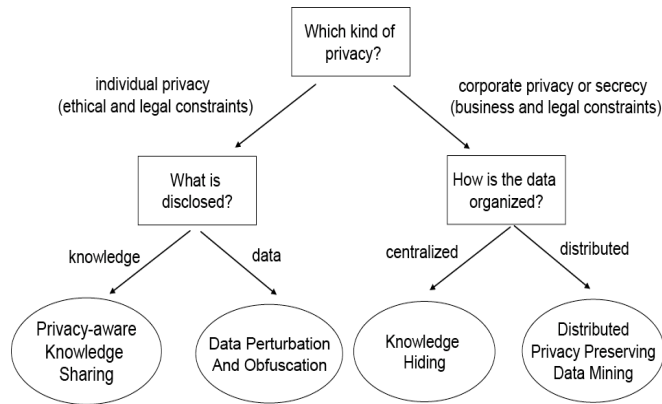 Which kind of
privacy?
individual privacy
(ethical and legal constraints)
corporate privacy or secrecy
(business and legal constraints)
What is
disclosed?
How is the data
organized?
knowledge
data
centralized
distributed
Privacy-aware
Knowledge
Sharing
Data Perturbation
And Obfuscation
Knowledge
Hiding
Distributed
Privacy Preserving
Data Mining